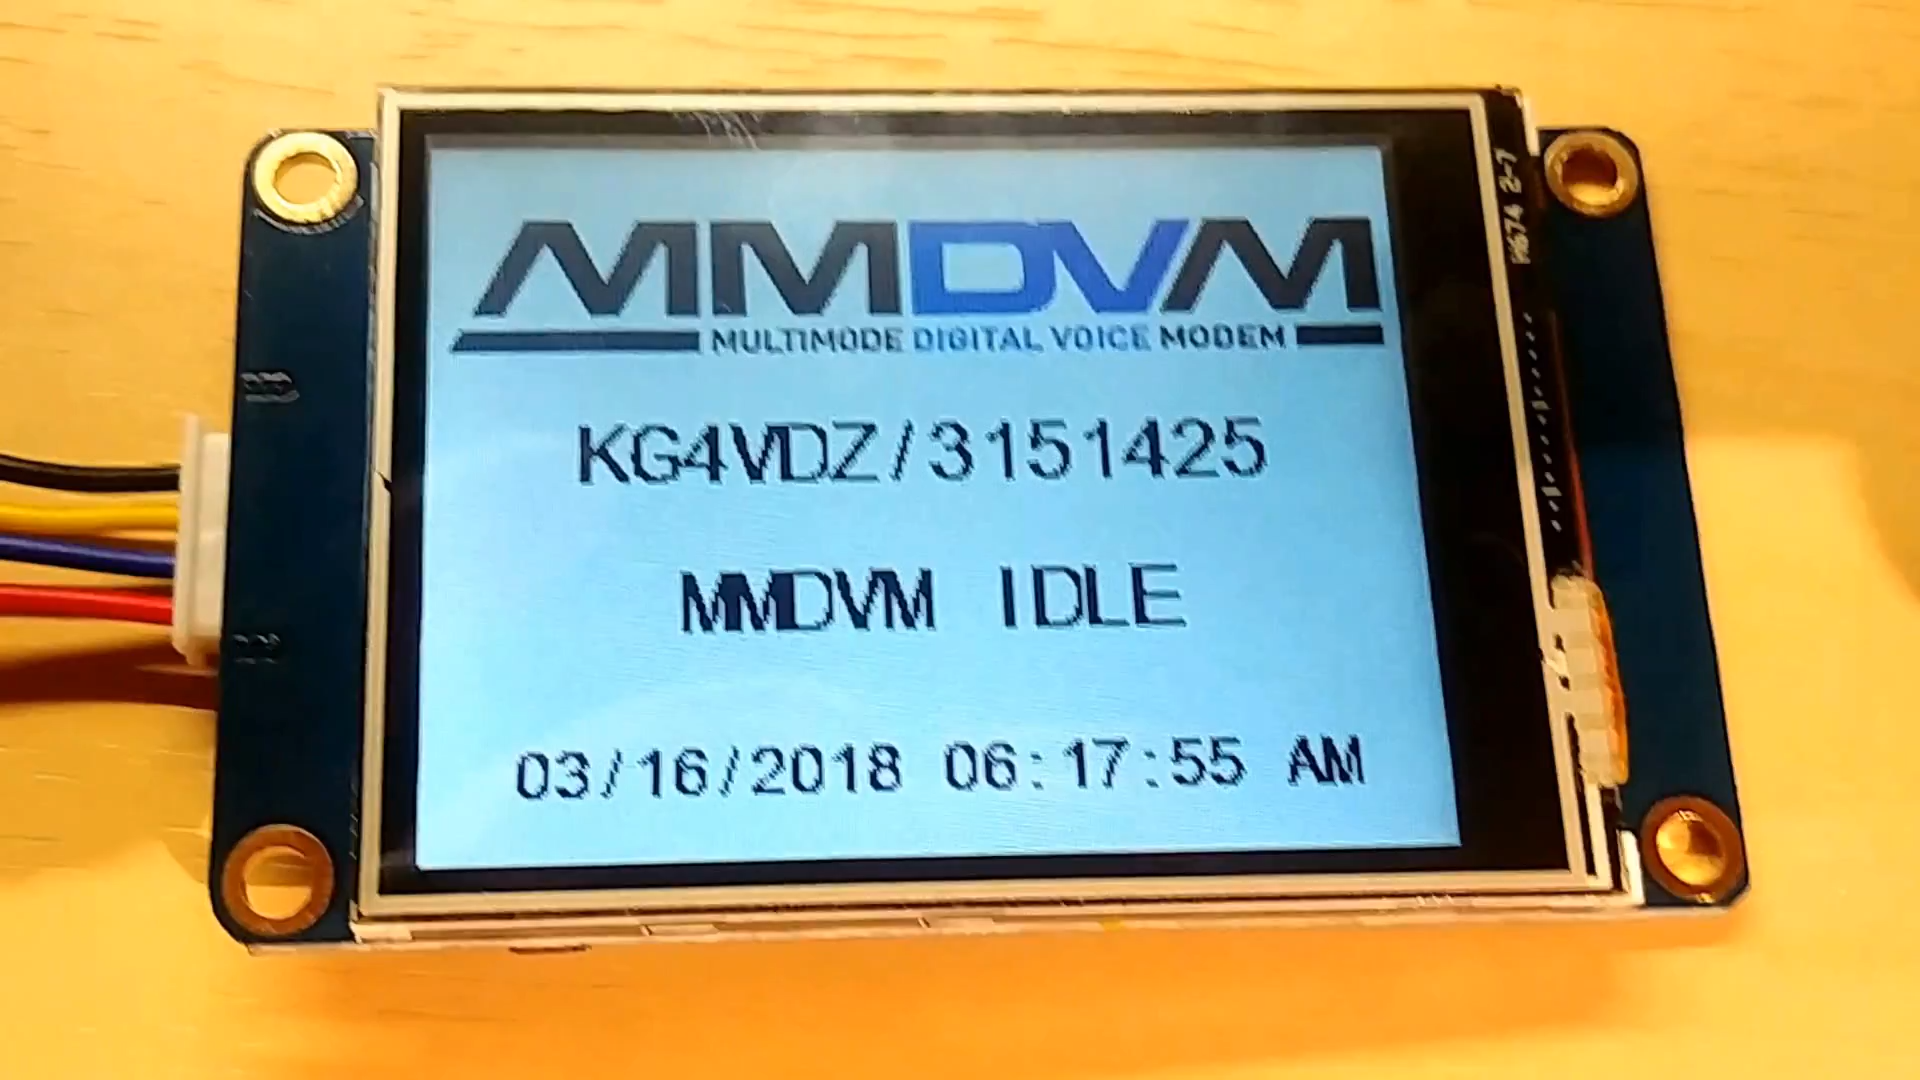 MMDVM
MULTIMODE DIGITAL VOICE MODEM
KG4VDZ/3151425
MMDVM IDLE
03/16/2018 06:17:55 AM